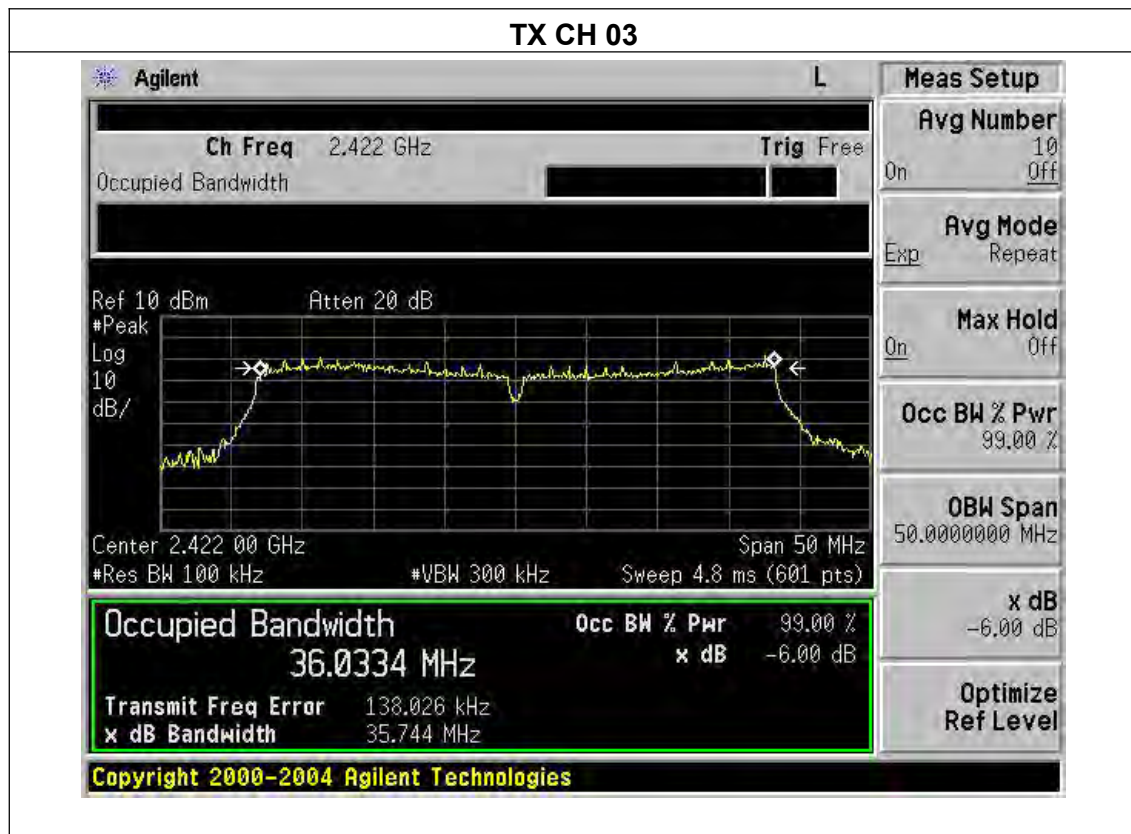 TX CH 03
Agilent L
Ch Freq 2.422 GHz Trig Free
Occupied Bandwidth
Ref 10 dBm Atten 20 dB
#Peak
Log
10
dB/
Center 2.422 00 GHz Span 50 MHz
#Res BW 100 kHz #VBW 300 kHz Sweep 4.8 ms (601 pts)
Occupied Bandwidth Occ BW % Pwr 99.00 %
36.0334 MHz x dB -6.00 dB
Transmit Freq Error 138.026 kHz
x dB Bandwidth 35.744 MHz
Copyright 2000-2004 Agilent Technologies
Meas Setup
Avg Number
10
On Off
Avg Mode
Exp Repeat
Max Hold
On Off
Occ BW % Pwr
99.00 %
OBW Span
50.0000000 MHz
x dB
-6.00 dB
Optimize
Ref Level